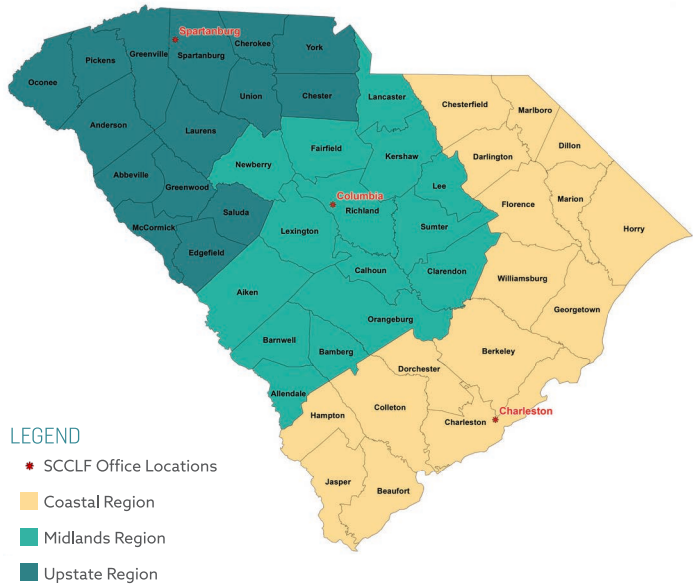 Spartanburg
Cherokee
York
Greenville
Spartanburg
Pickens
Oconee
Union
Chester
Lancaster
Chesterfield
Marlboro
Anderson
Laurens
Dillon
Fairfield
Kershaw
Darlington
Newberry
Abbeville
Greenwood
Lee
Columbia
Richland
Florence
Marion
Saluda
McCormick
Lexington
Sumter
Horry
Edgefield
Calhoun
Clarendon
Williamsburg
Aiken
Georgetown
Orangeburg
Barnwell
Bamberg
Berkeley
Dorchester
Allendale
Hampton
Colleton
Charleston
Charleston
Jasper
Beaufort
LEGEND
SCCLF Office Locations
Coastal Region
Midlands Region
Upstate Region